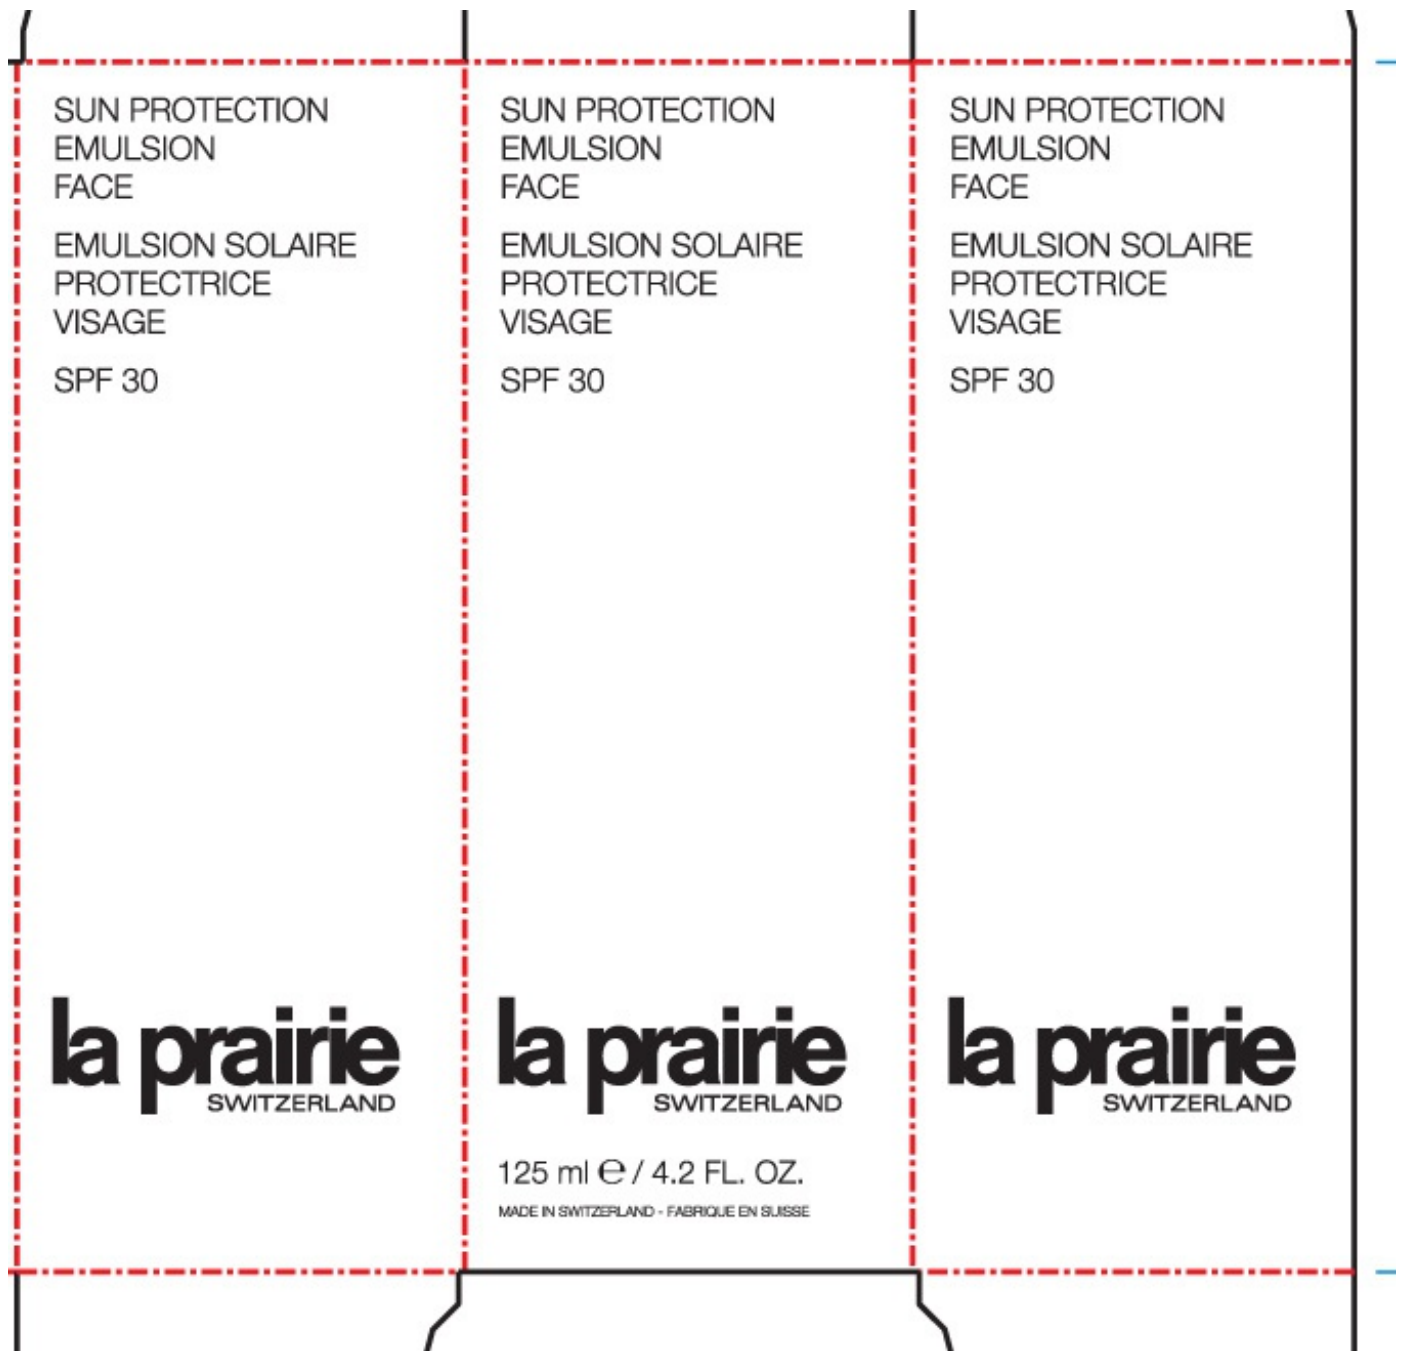 SUN PROTECTION
EMULSION
FACE
EMULSION SOLAIRE
PROTECTRICE
VISAGE
SPF 30
la prairie
SWITZERLAND
SUN PROTECTION
EMULSION
FACE
EMULSION SOLAIRE
PROTECTRICE
VISAGE
SPF 30
la prairie
SWITZERLAND
125 ml ℮ / 4.2 FL. OZ.
MADE IN SWITZERLAND - FABRIQUE EN SUISSE
SUN PROTECTION
EMULSION
FACE
EMULSION SOLAIRE
PROTECTRICE
VISAGE
SPF 30
la prairie
SWITZERLAND